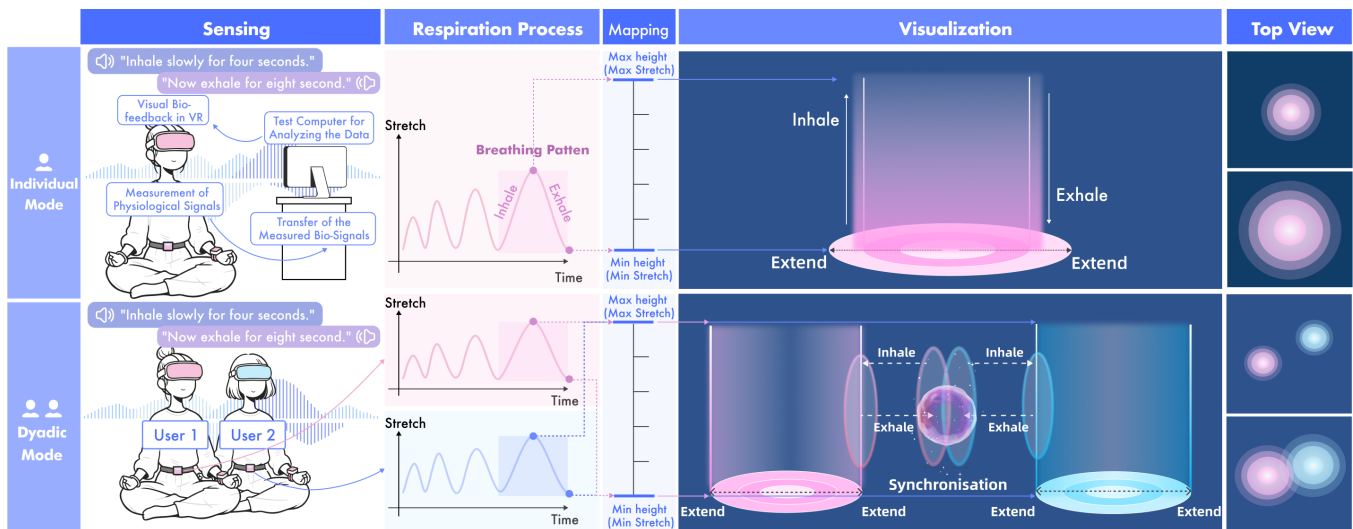 Sensing
Respiration Process
Mapping
Visualization
Top View
Individual
Mode
"Inhale slowly for four seconds."
"Now exhale for eight second."
Visual Bio-
feedback in VR
Test Computer for
Analyzing the Data
Measurement of
Physiological Signals
Transfer of the
Measured Bio-Signals
Stretch
Breathing Patten
Inhale
Exhale
Time
Max height
(Max Stretch)
Min height
(Min Stretch)
Inhale
Exhale
Extend
Extend
Dyadic
Mode
"Inhale slowly for four seconds."
"Now exhale for eight second."
User 1
User 2
Stretch
Time
Stretch
Time
Max height
(Max Stretch)
Min height
(Min Stretch)
Inhale
Inhale
Exhale
Exhale
Synchronisation
Extend
Extend
Extend
Extend